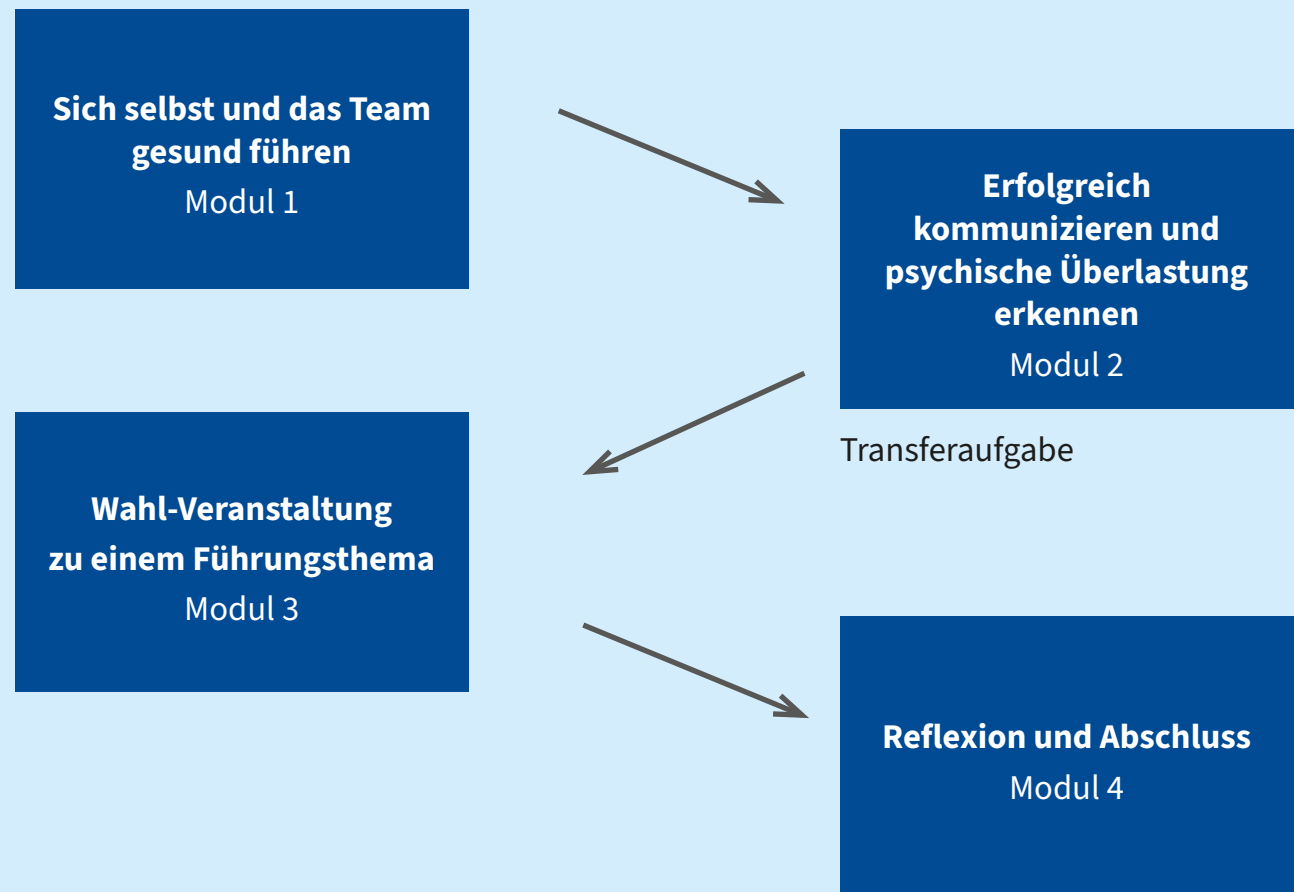 Sich selbst und das Team
gesund führen
Modul 1
Erfolgreich
kommunizieren und
psychische Überlastung
erkennen
Modul 2
Transferaufgabe
Wahl-Veranstaltung
zu einem Führungsthema
Modul 3
Reflexion und Abschluss
Modul 4